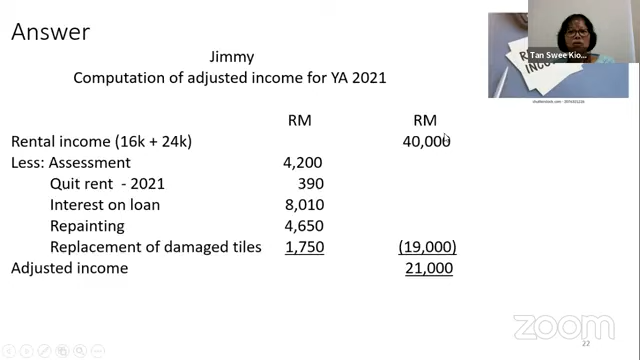 Answer
Jimmy
Computation of adjusted income for YA 2021
RM RM
Rental income (16k + 24k) 40,000
Less: Assessment 4,200
Quit rent - 2021 390
Interest on loan 8,010
Repainting 4,650
Replacement of damaged tiles 1,750 (19,000)
Adjusted income 21,000
Tan Swee Kio...
INCOME
zoom
22